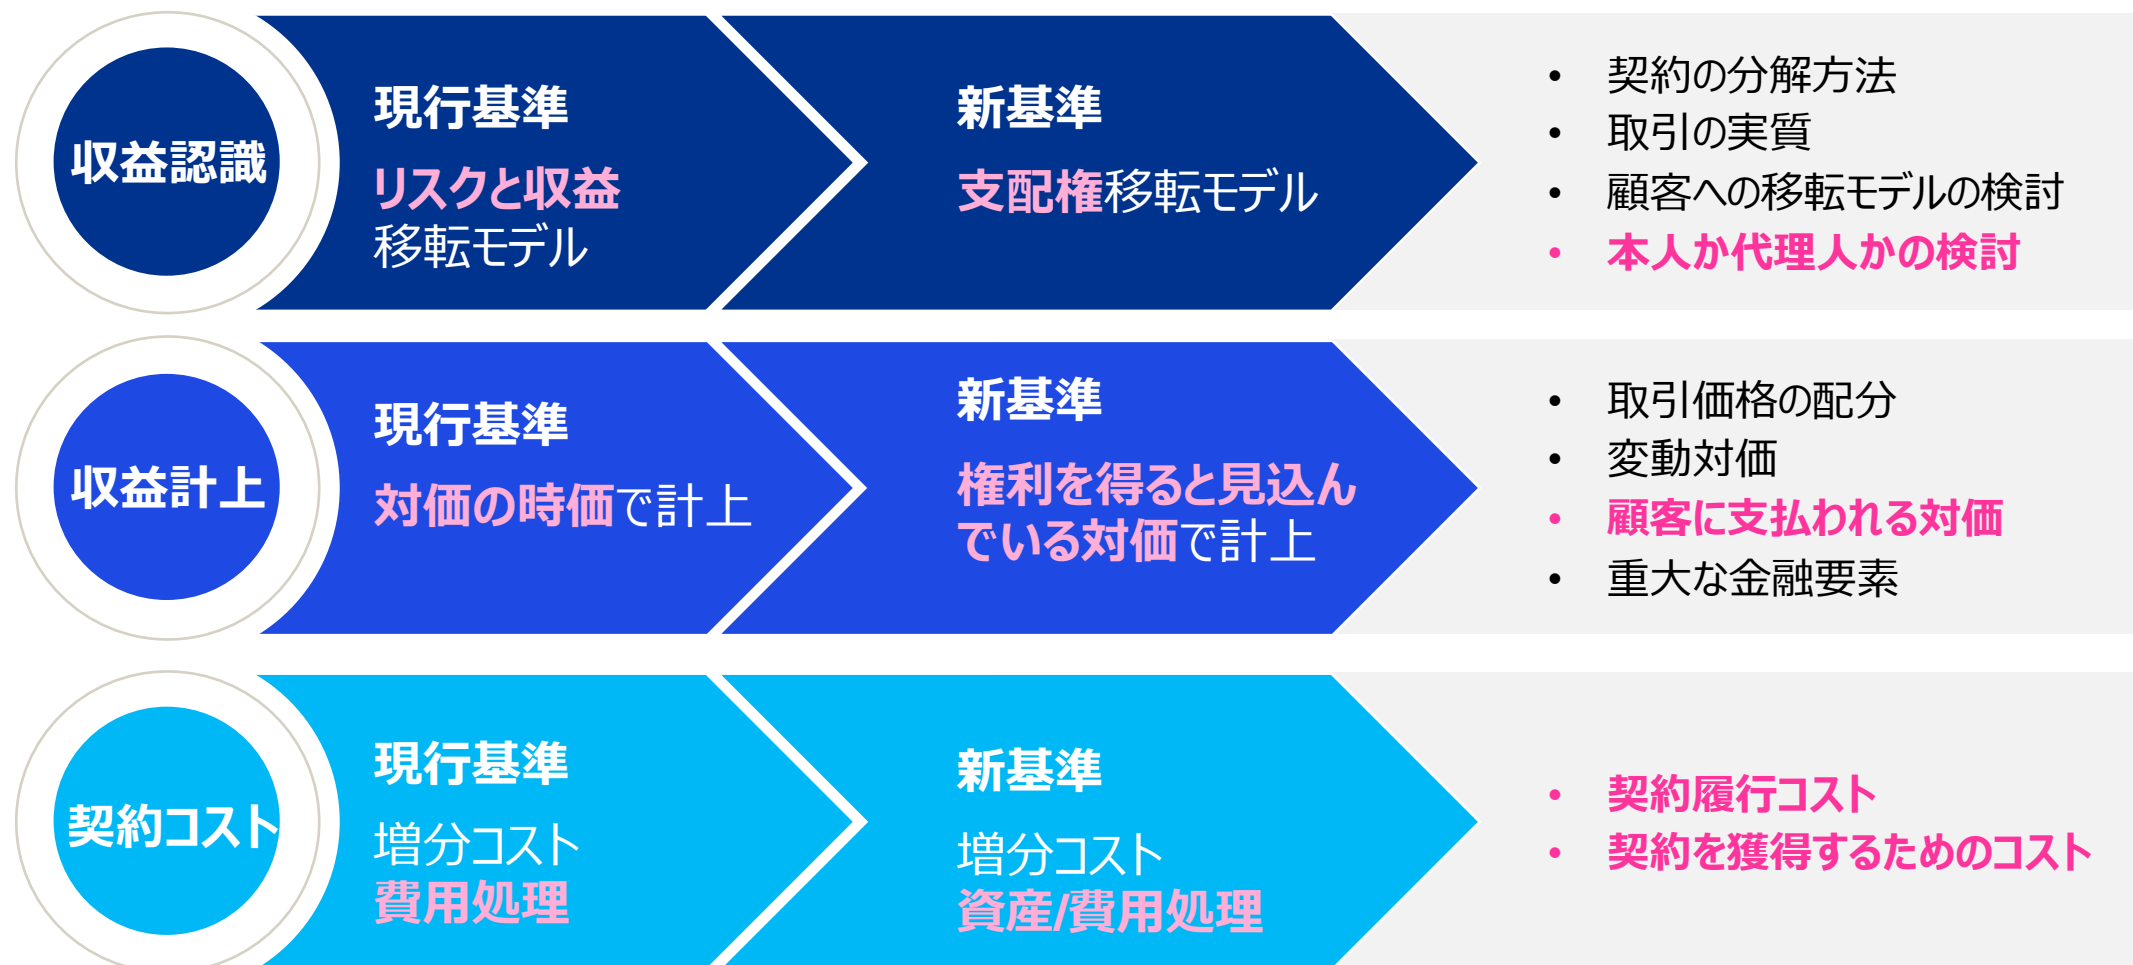 収益認識
現行基準
リスクと収益
移転モデル
新基準
支配権移転モデル
• 契約の分解方法
• 取引の実質
• 顧客への移転モデルの検討
• 本人か代理人かの検討
収益計上
現行基準
対価の時価で計上
新基準
権利を得ると見込ん
でいる対価で計上
• 取引価格の配分
• 変動対価
• 顧客に支払われる対価
• 重大な金融要素
契約コスト
現行基準
増分コスト
費用処理
新基準
増分コスト
資産/費用処理
• 契約履行コスト
• 契約を獲得するためのコスト